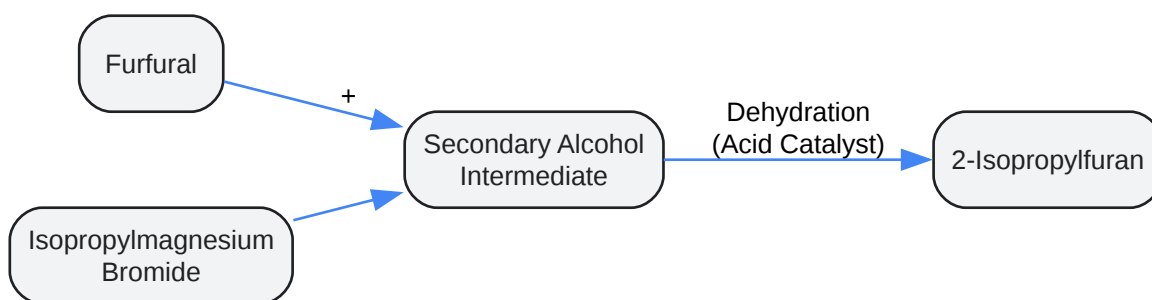 Furfural
+
Isopropylmagnesium
Bromide
Secondary Alcohol
Intermediate
Dehydration
(Acid Catalyst)
2-Isopropylfuran